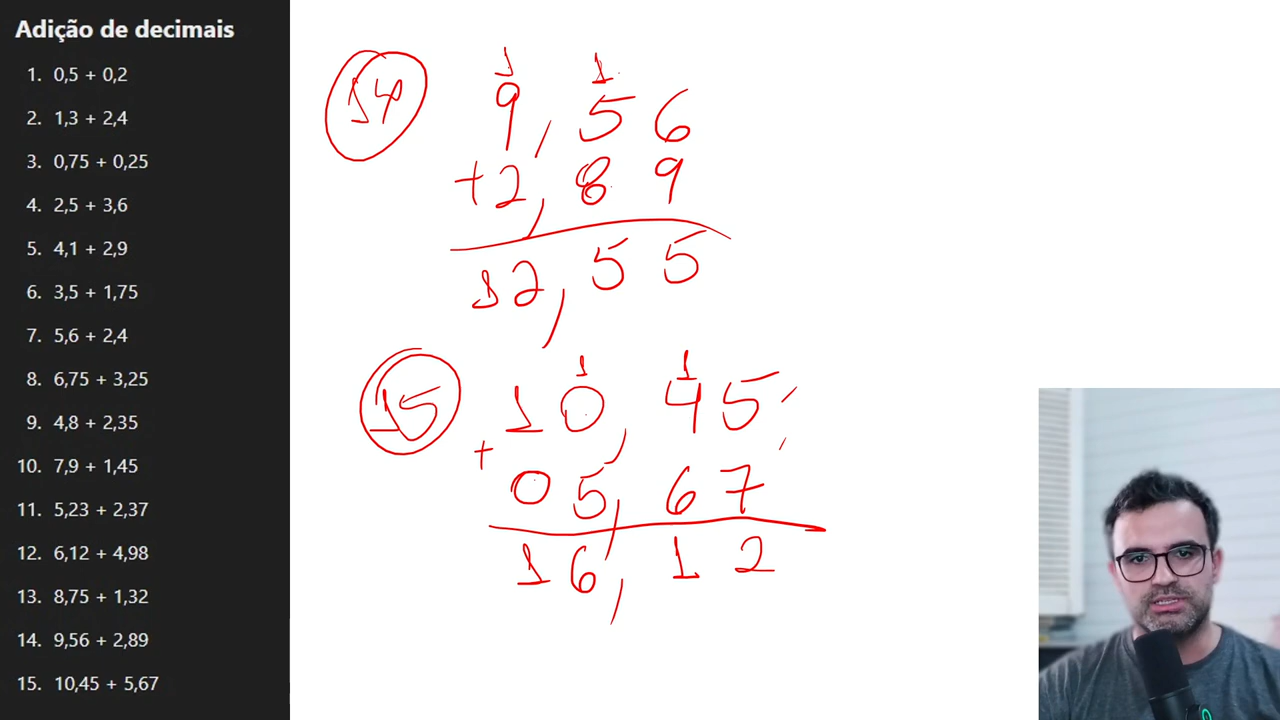 Adição de decimais
1. 0,5 + 0,2
2. 1,3 + 2,4
3. 0,75 + 0,25
4. 2,5 + 3,6
5. 4,1 + 2,9
6. 3,5 + 1,75
7. 5,6 + 2,4
8. 6,75 + 3,25
9. 4,8 + 2,35
10. 7,9 + 1,45
11. 5,23 + 2,37
12. 6,12 + 4,98
13. 8,75 + 1,32
14. 9,56 + 2,89
15. 10,45 + 5,67
14
1 1
9,56
+2,89
12,55
15
1 1
10,45
+
05,67
16,12